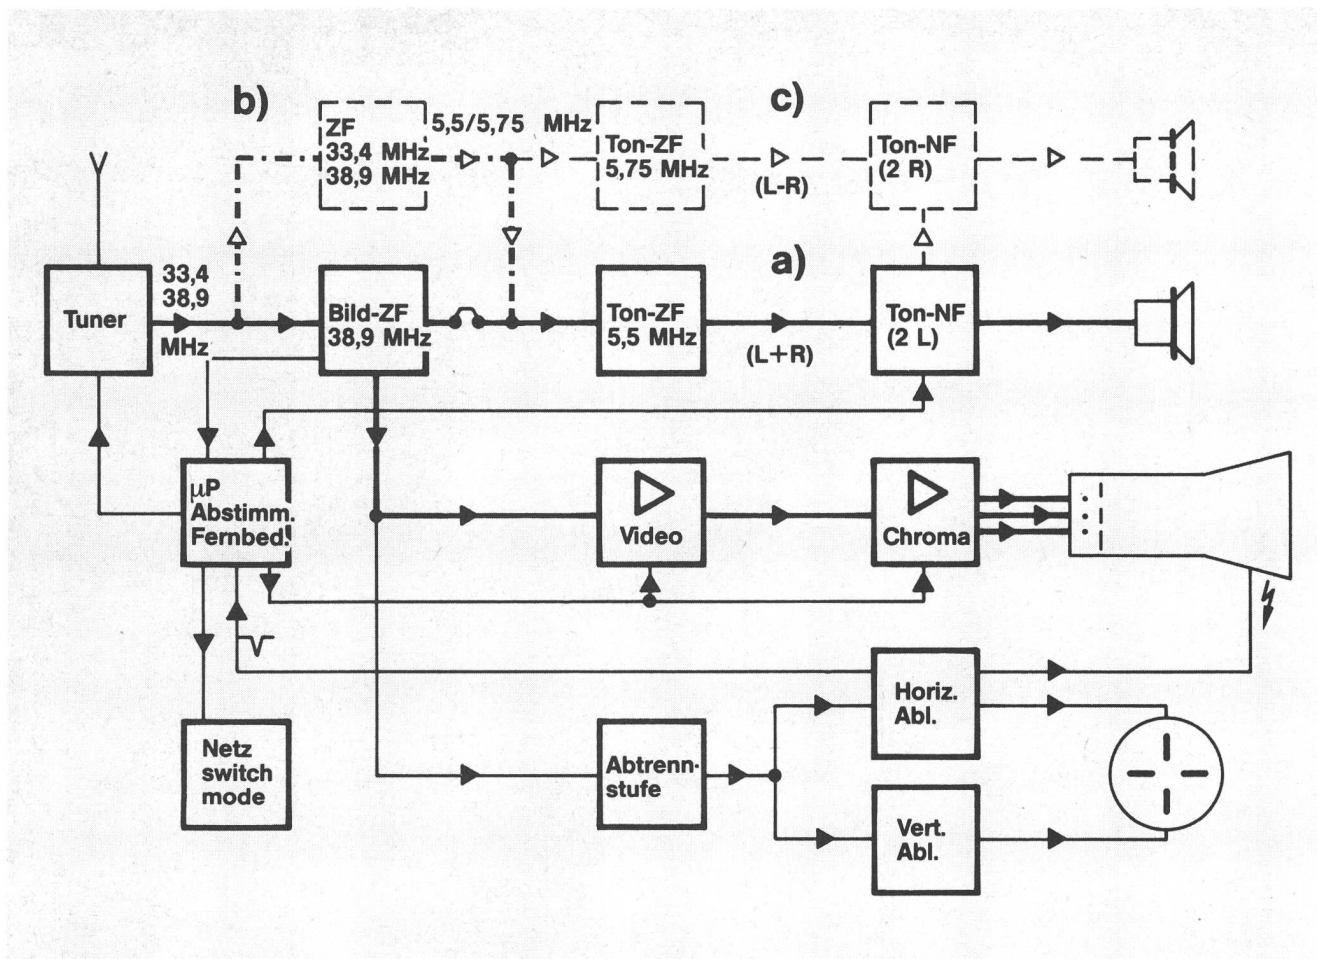 b)
c)
ZF
33,4 MHz
38,9 MHz
5,5/5,75 MHz
Ton-ZF
5,75 MHz
(L-R)
Ton-NF
(2 R)
a)
Tuner
33,4
38,9
MHz
Bild-ZF
38,9 MHz
Ton-ZF
5,5 MHz
(L+R)
Ton-NF
(2 L)
µP
Abstimm.
Fernbed.
Video
Chroma
Netz
switch
mode
Abtrenn-
stufe
Horiz.
Abl.
Vert.
Abl.